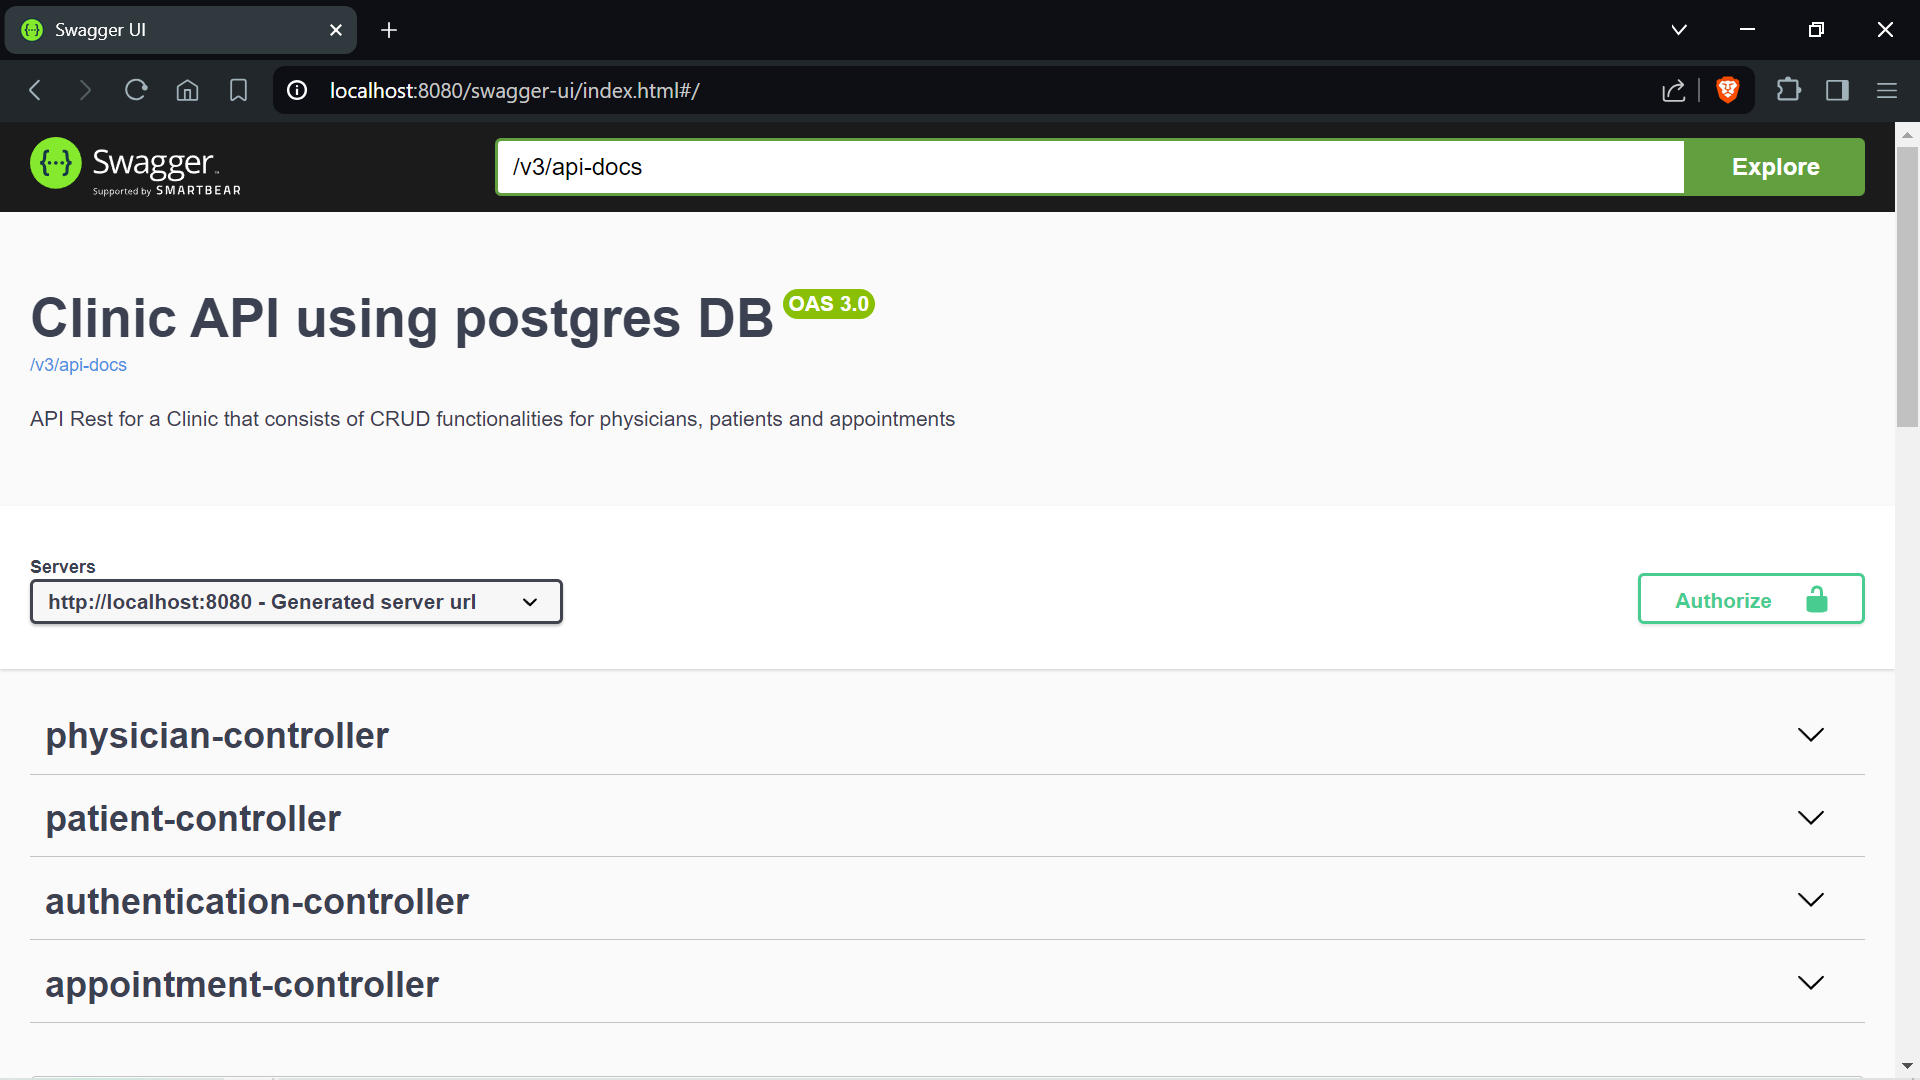 Swagger UI
localhost:8080/swagger-ui/index.html#/
{···} Swagger™
Supported by SMARTBEAR
/v3/api-docs
Explore
Clinic API using postgres DB OAS 3.0
/v3/api-docs
API Rest for a Clinic that consists of CRUD functionalities for physicians, patients and appointments
Servers
http://localhost:8080 - Generated server url
Authorize
physician-controller
patient-controller
authentication-controller
appointment-controller